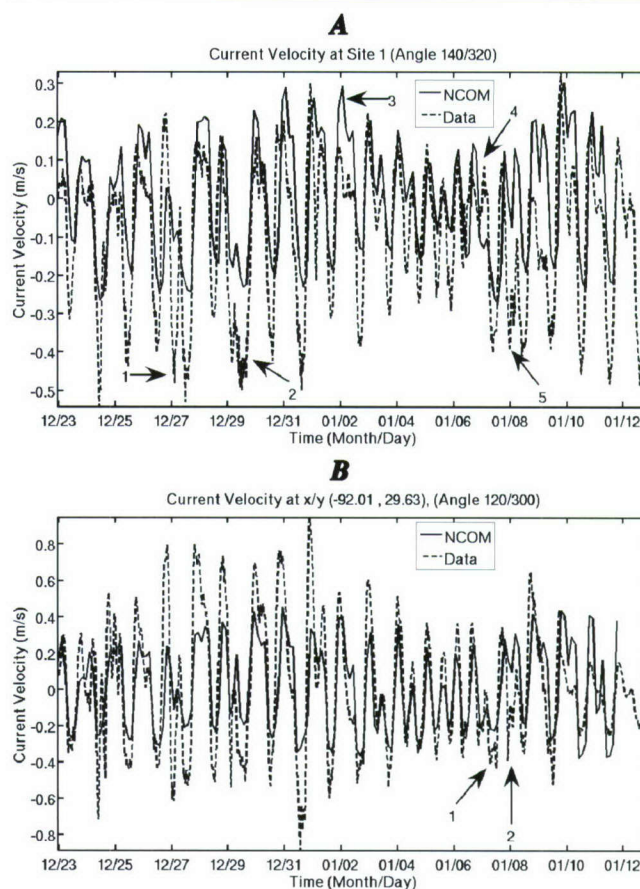 A
Current Velocity at Site 1 (Angle 140/320)
NCOM
Data
Current Velocity (m/s)
0.3
0.2
0.1
0
-0.1
-0.2
-0.3
-0.4
-0.5
1
2
3
4
5
12/23 12/25 12/27 12/29 12/31 01/02 01/04 01/06 01/08 01/10 01/12
Time (Month/Day)
B
Current Velocity at x/y (-92.01 , 29.63), (Angle 120/300)
NCOM
Data
Current Velocity (m/s)
0.8
0.6
0.4
0.2
0
-0.2
-0.4
-0.6
-0.8
1
2
12/23 12/25 12/27 12/29 12/31 01/02 01/04 01/06 01/08 01/10 01/12
Time (Month/Day)